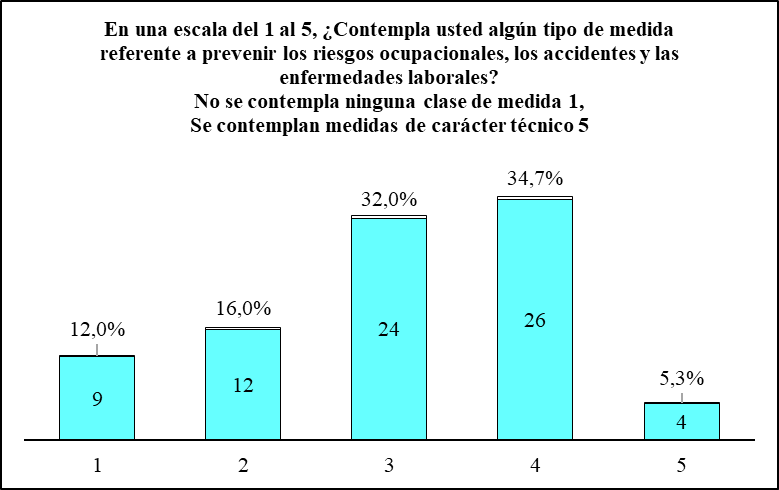 En una escala del 1 al 5, ¿Contempla usted algún tipo de medida
referente a prevenir los riesgos ocupacionales, los accidentes y las
enfermedades laborales?
No se contempla ninguna clase de medida 1,
Se contemplan medidas de carácter técnico 5
12,0% 16,0% 32,0% 34,7% 5,3%
9 12 24 26 4
1 2 3 4 5